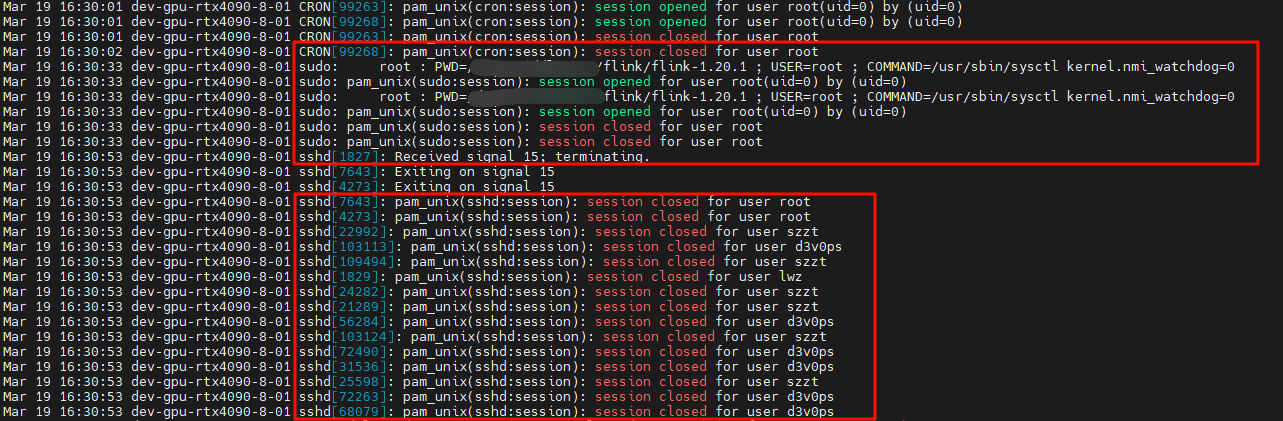 Mar 19 16:30:01 dev-gpu-rtx4090-8-01 CRON[99263]: pam_unix(cron:session): session opened for user root(uid=0) by (uid=0)
Mar 19 16:30:01 dev-gpu-rtx4090-8-01 CRON[99268]: pam_unix(cron:session): session opened for user root(uid=0) by (uid=0)
Mar 19 16:30:01 dev-gpu-rtx4090-8-01 CRON[99263]: pam_unix(cron:session): session closed for user root
Mar 19 16:30:02 dev-gpu-rtx4090-8-01 CRON[99268]: pam_unix(cron:session): session closed for user root
Mar 19 16:30:33 dev-gpu-rtx4090-8-01 sudo:     root : PWD=/ /flink/flink-1.20.1 ; USER=root ; COMMAND=/usr/sbin/sysctl kernel.nmi_watchdog=0
Mar 19 16:30:33 dev-gpu-rtx4090-8-01 sudo: pam_unix(sudo:session): session opened for user root(uid=0) by (uid=0)
Mar 19 16:30:33 dev-gpu-rtx4090-8-01 sudo:     root : PWD= flink/flink-1.20.1 ; USER=root ; COMMAND=/usr/sbin/sysctl kernel.nmi_watchdog=0
Mar 19 16:30:33 dev-gpu-rtx4090-8-01 sudo: pam_unix(sudo:session): session opened for user root(uid=0) by (uid=0)
Mar 19 16:30:33 dev-gpu-rtx4090-8-01 sudo: pam_unix(sudo:session): session closed for user root
Mar 19 16:30:33 dev-gpu-rtx4090-8-01 sudo: pam_unix(sudo:session): session closed for user root
Mar 19 16:30:53 dev-gpu-rtx4090-8-01 sshd[1827]: Received signal 15; terminating.
Mar 19 16:30:53 dev-gpu-rtx4090-8-01 sshd[7643]: Exiting on signal 15
Mar 19 16:30:53 dev-gpu-rtx4090-8-01 sshd[4273]: Exiting on signal 15
Mar 19 16:30:53 dev-gpu-rtx4090-8-01 sshd[7643]: pam_unix(sshd:session): session closed for user root
Mar 19 16:30:53 dev-gpu-rtx4090-8-01 sshd[4273]: pam_unix(sshd:session): session closed for user root
Mar 19 16:30:53 dev-gpu-rtx4090-8-01 sshd[22992]: pam_unix(sshd:session): session closed for user szzt
Mar 19 16:30:53 dev-gpu-rtx4090-8-01 sshd[103113]: pam_unix(sshd:session): session closed for user d3v0ps
Mar 19 16:30:53 dev-gpu-rtx4090-8-01 sshd[109494]: pam_unix(sshd:session): session closed for user szzt
Mar 19 16:30:53 dev-gpu-rtx4090-8-01 sshd[1829]: pam_unix(sshd:session): session closed for user lwz
Mar 19 16:30:53 dev-gpu-rtx4090-8-01 sshd[24282]: pam_unix(sshd:session): session closed for user szzt
Mar 19 16:30:53 dev-gpu-rtx4090-8-01 sshd[21289]: pam_unix(sshd:session): session closed for user szzt
Mar 19 16:30:53 dev-gpu-rtx4090-8-01 sshd[56284]: pam_unix(sshd:session): session closed for user d3v0ps
Mar 19 16:30:53 dev-gpu-rtx4090-8-01 sshd[103124]: pam_unix(sshd:session): session closed for user szzt
Mar 19 16:30:53 dev-gpu-rtx4090-8-01 sshd[72490]: pam_unix(sshd:session): session closed for user d3v0ps
Mar 19 16:30:53 dev-gpu-rtx4090-8-01 sshd[31536]: pam_unix(sshd:session): session closed for user d3v0ps
Mar 19 16:30:53 dev-gpu-rtx4090-8-01 sshd[25598]: pam_unix(sshd:session): session closed for user szzt
Mar 19 16:30:53 dev-gpu-rtx4090-8-01 sshd[72263]: pam_unix(sshd:session): session closed for user d3v0ps
Mar 19 16:30:53 dev-gpu-rtx4090-8-01 sshd[68079]: pam_unix(sshd:session): session closed for user d3v0ps